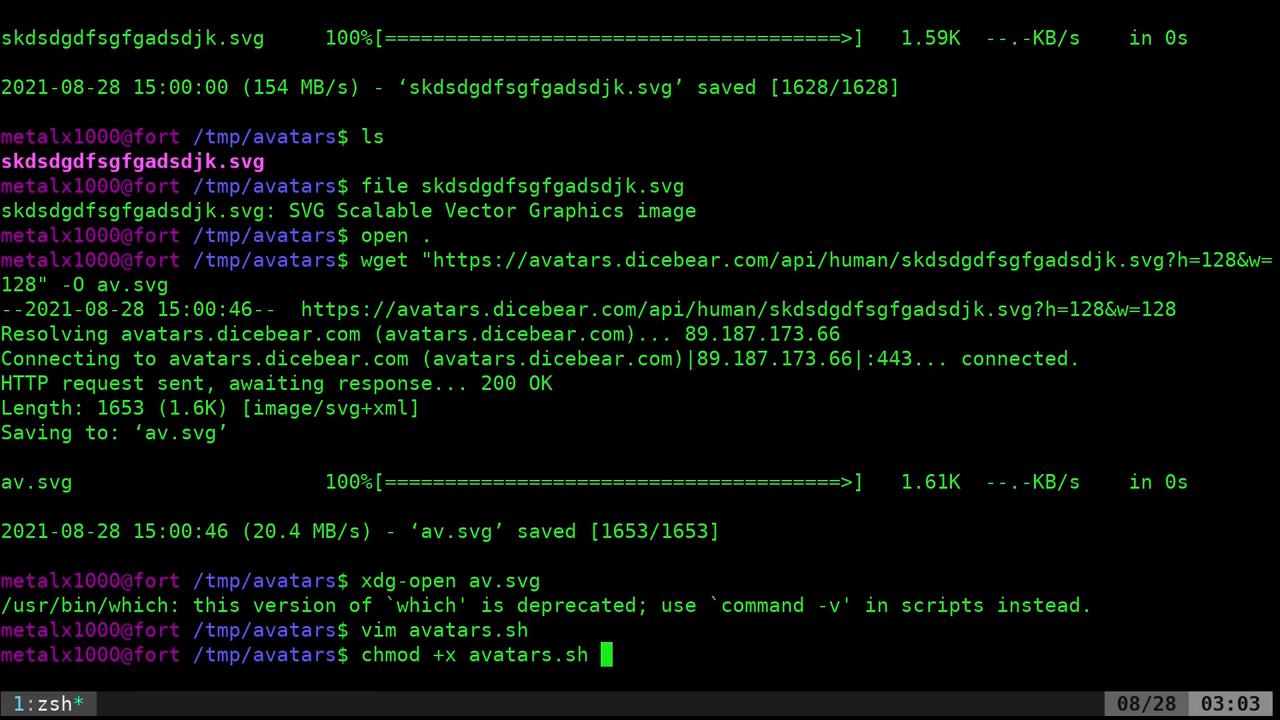 skdsdgdfsgfgadsdjk.svg     100%[======================================>]   1.59K  --.-KB/s    in 0s
2021-08-28 15:00:00 (154 MB/s) - ‘skdsdgdfsgfgadsdjk.svg’ saved [1628/1628]
metalx1000@fort /tmp/avatars$ ls
skdsdgdfsgfgadsdjk.svg
metalx1000@fort /tmp/avatars$ file skdsdgdfsgfgadsdjk.svg
skdsdgdfsgfgadsdjk.svg: SVG Scalable Vector Graphics image
metalx1000@fort /tmp/avatars$ open .
metalx1000@fort /tmp/avatars$ wget "https://avatars.dicebear.com/api/human/skdsdgdfsgfgadsdjk.svg?h=128&w=
128" -O av.svg
--2021-08-28 15:00:46--  https://avatars.dicebear.com/api/human/skdsdgdfsgfgadsdjk.svg?h=128&w=128
Resolving avatars.dicebear.com (avatars.dicebear.com)... 89.187.173.66
Connecting to avatars.dicebear.com (avatars.dicebear.com)|89.187.173.66|:443... connected.
HTTP request sent, awaiting response... 200 OK
Length: 1653 (1.6K) [image/svg+xml]
Saving to: ‘av.svg’
av.svg                     100%[======================================>]   1.61K  --.-KB/s    in 0s
2021-08-28 15:00:46 (20.4 MB/s) - ‘av.svg’ saved [1653/1653]
metalx1000@fort /tmp/avatars$ xdg-open av.svg
/usr/bin/which: this version of `which' is deprecated; use `command -v' in scripts instead.
metalx1000@fort /tmp/avatars$ vim avatars.sh
metalx1000@fort /tmp/avatars$ chmod +x avatars.sh
1:zsh* 08/28 03:03